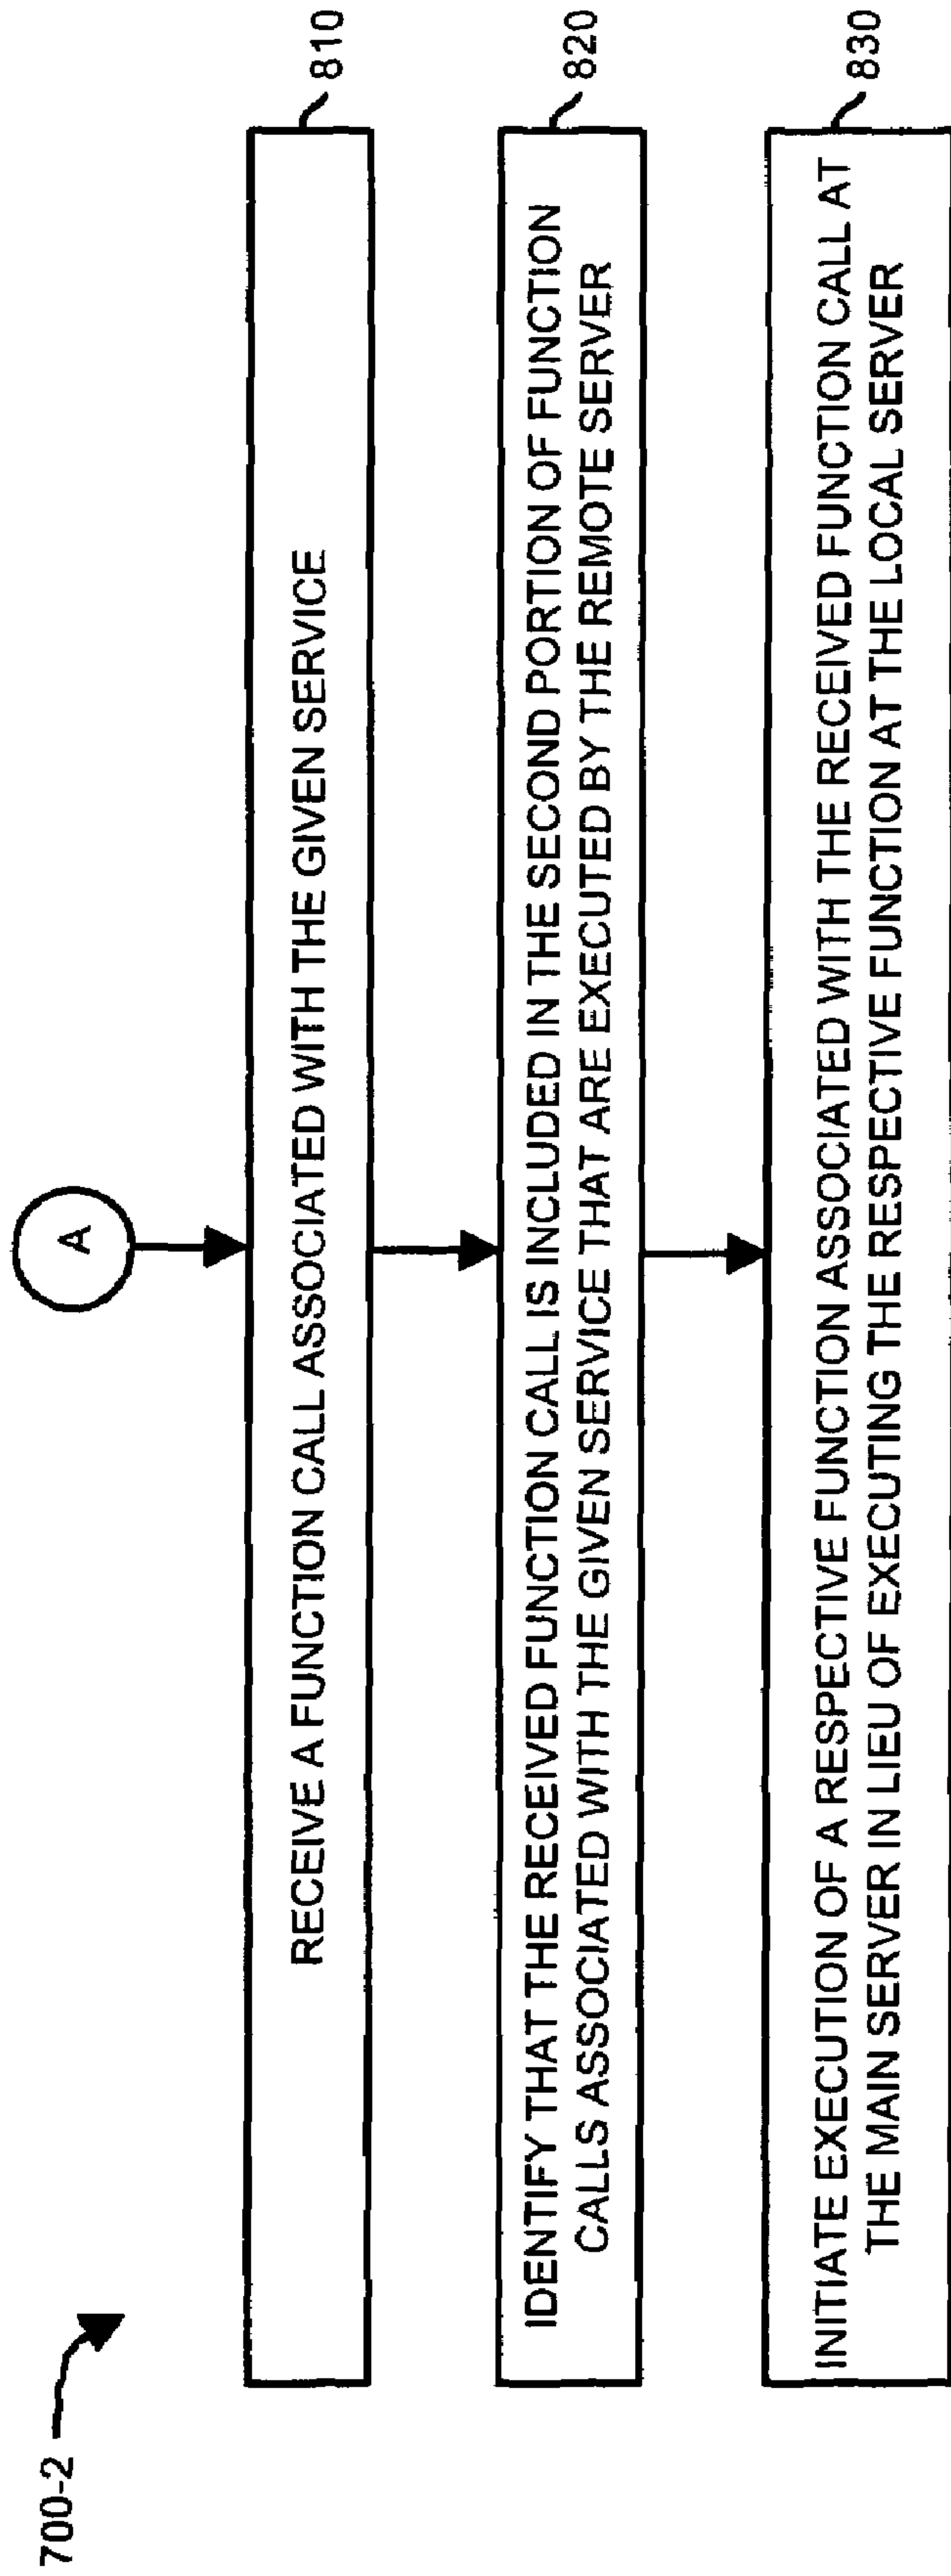 700-2
A
RECEIVE A FUNCTION CALL ASSOCIATED WITH THE GIVEN SERVICE
810
IDENTIFY THAT THE RECEIVED FUNCTION CALL IS INCLUDED IN THE SECOND PORTION OF FUNCTION
CALLS ASSOCIATED WITH THE GIVEN SERVICE THAT ARE EXECUTED BY THE REMOTE SERVER
820
INITIATE EXECUTION OF A RESPECTIVE FUNCTION ASSOCIATED WITH THE RECEIVED FUNCTION CALL AT
THE MAIN SERVER IN LIEU OF EXECUTING THE RESPECTIVE FUNCTION AT THE LOCAL SERVER
830